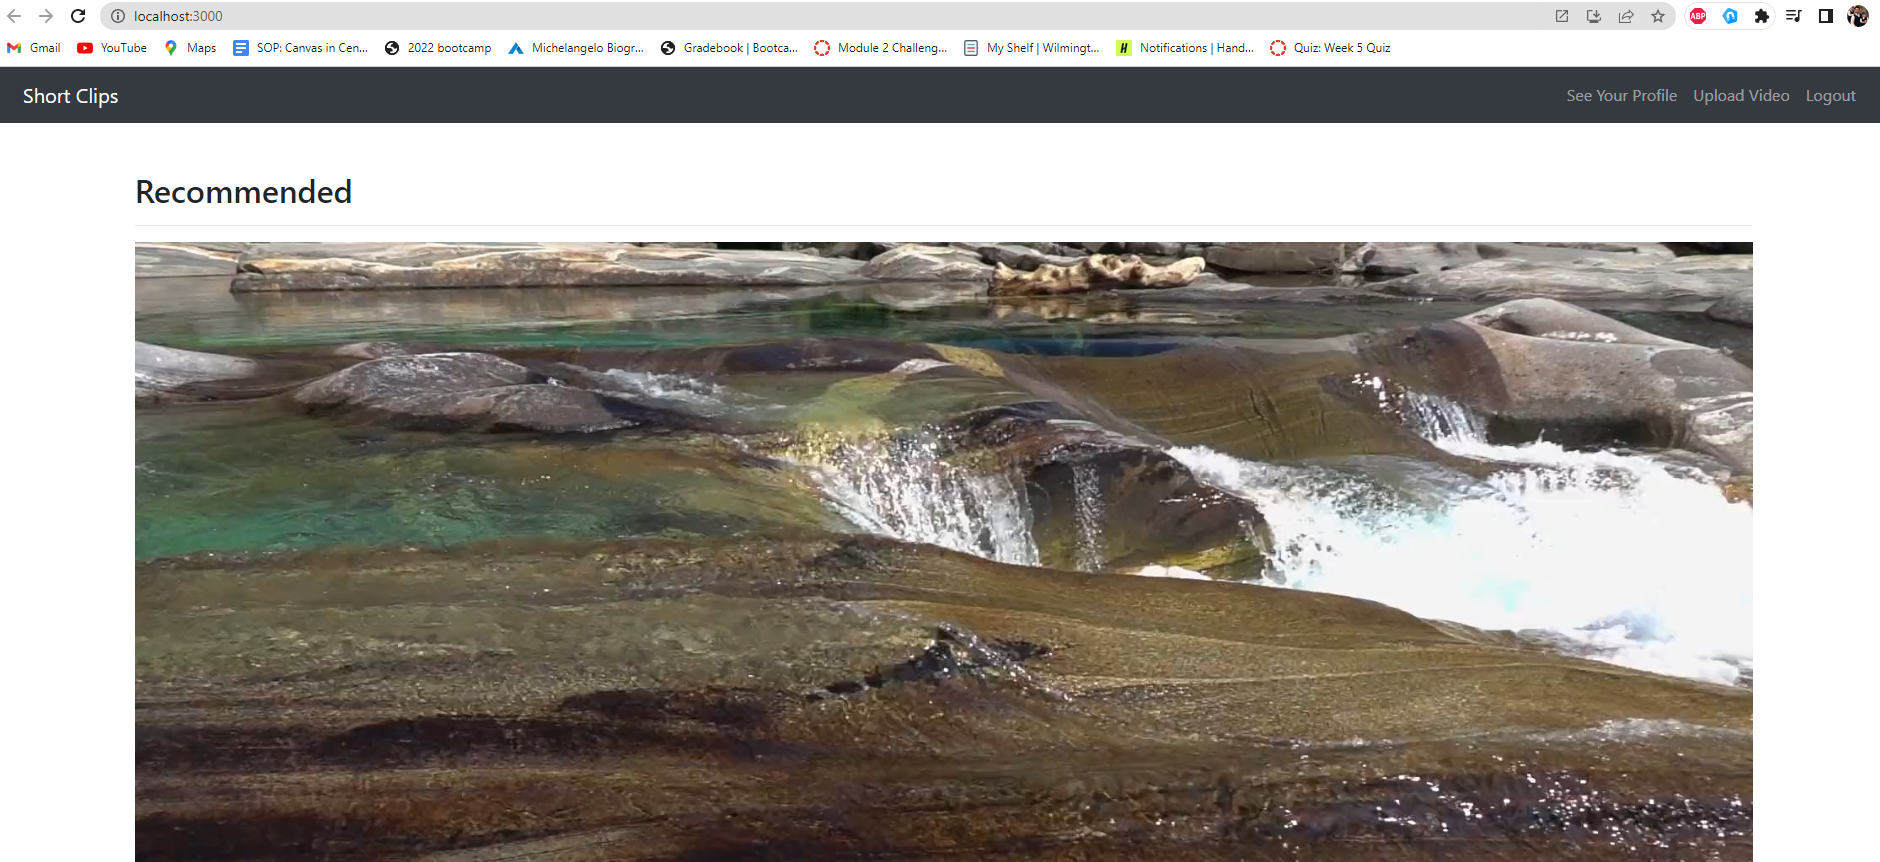 localhost:3000
ABP
Gmail YouTube Maps SOP: Canvas in Cen... 2022 bootcamp Michelangelo Biogr... Gradebook | Bootca... Module 2 Challeng... My Shelf | Wilmingt... H Notifications | Hand... Quiz: Week 5 Quiz
Short Clips See Your Profile Upload Video Logout
Recommended